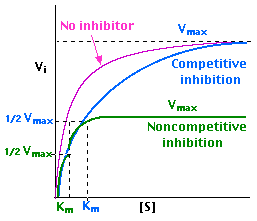 No inhibitor
Vmax
Vi
Competitive
inhibition
1/2 Vmax
Vmax
Noncompetitive
inhibition
1/2 Vmax
Km
Km
[S]